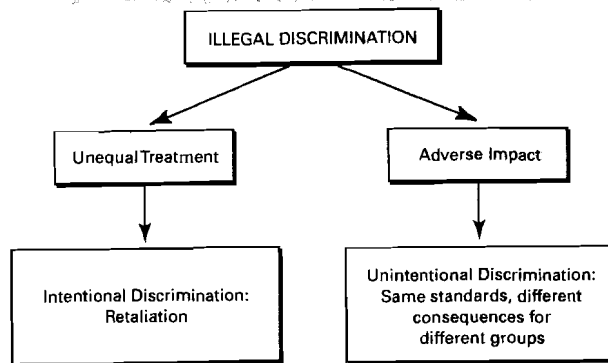 ILLEGAL DISCRIMINATION
Unequal Treatment
Adverse Impact
Intentional Discrimination:
Retaliation
Unintentional Discrimination:
Same standards, different
consequences for
different groups